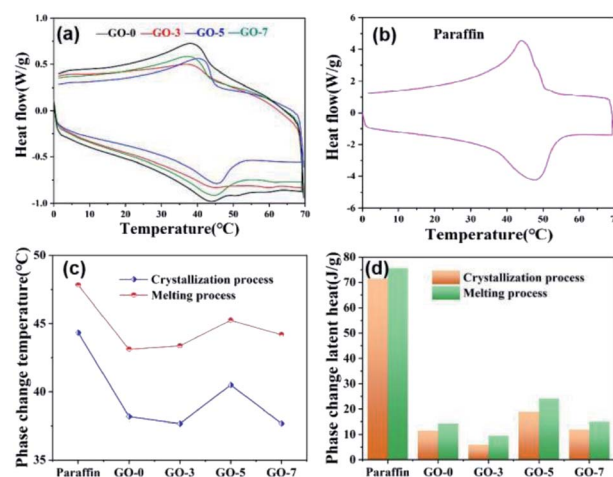 (a) GO-0 GO-3 GO-5 GO-7
1.0
0.5
0.0
-0.5
-1.0
Heat flow(W/g)
0 10 20 30 40 50 60 70
Temperature(℃)
(b) Paraffin
6
4
2
0
-2
-4
-6
Heat flow(W/g)
0 10 20 30 40 50 60 70
Temperature(℃)
(c)
Crystallization process
Melting process
50
45
40
35
Phase change temperature(℃)
Paraffin GO-0 GO-3 GO-5 GO-7
(d)
Crystallization process
Melting process
80
70
60
50
40
30
20
10
0
Phase change latent heat(J/g)
Paraffin GO-0 GO-3 GO-5 GO-7